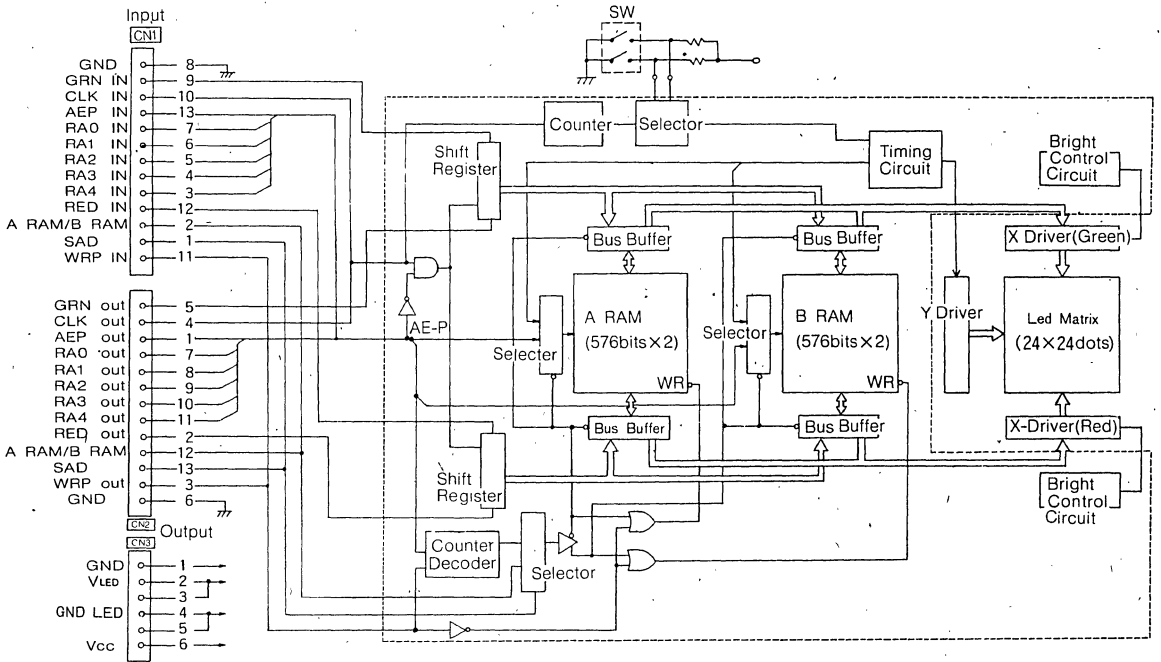 Input
CN1
GND 8
GRN IN 9
CLK IN 10
AEP IN 13
RA0 IN 7
RA1 IN 6
RA2 IN 5
RA3 IN 4
RA4 IN 3
RED IN 12
A RAM/B RAM 2
SAD 1
WRP IN 11
GRN out 5
CLK out 4
AEP out 1
RA0 out 7
RA1 out 8
RA2 out 9
RA3 out 10
RA4 out 11
RED out 2
A RAM/B RAM 12
SAD 13
WRP out 3
GND 6
CN2
Output
CN3
GND 1
VLED 2
3
GND LED 4
5
Vcc 6
SW
Counter
Selector
Shift
Register
Timing
Circuit
Bright
Control
Circuit
Bus Buffer
Bus Buffer
X Driver(Green)
AE-P
Selecter
A RAM
(576bits×2)
WR
Selector
B RAM
(576bits×2)
WR
Y Driver
Led Matrix
(24×24dots)
Bus Buffer
Bus Buffer
X-Driver(Red)
Shift
Register
Bright
Control
Circuit
Counter
Decoder
Selector